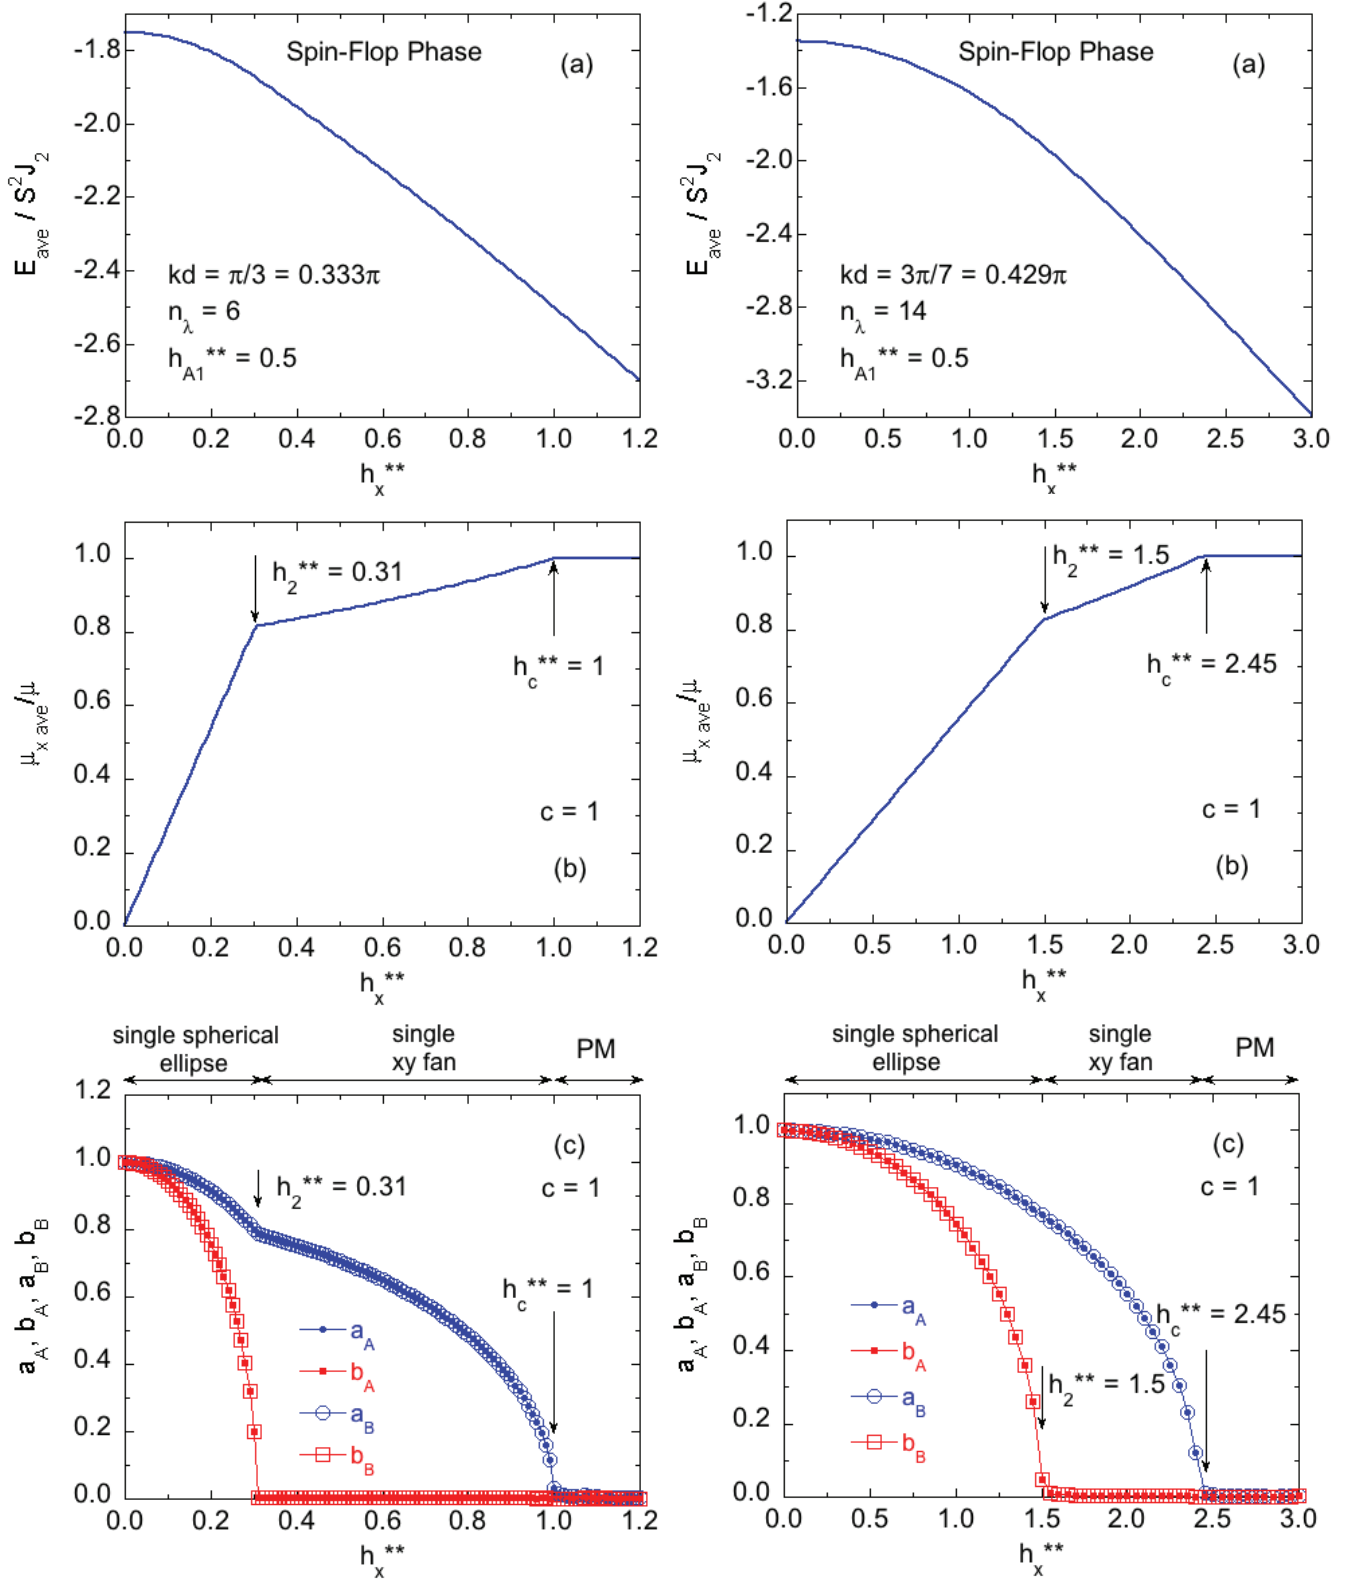 Spin-Flop Phase
(a)
-1.8
-2.0
-2.2
-2.4
-2.6
-2.8
E_ave / S²J₂
kd = π/3 = 0.333π
n_λ = 6
h_A1** = 0.5
0.0 0.2 0.4 0.6 0.8 1.0 1.2
h_x**
Spin-Flop Phase
(a)
-1.2
-1.6
-2.0
-2.4
-2.8
-3.2
E_ave / S²J₂
kd = 3π/7 = 0.429π
n_λ = 14
h_A1** = 0.5
0.0 0.5 1.0 1.5 2.0 2.5 3.0
h_x**
1.0
0.8
0.6
0.4
0.2
0.0
μ_x ave/μ
h₂** = 0.31
h_c** = 1
c = 1
(b)
0.0 0.2 0.4 0.6 0.8 1.0 1.2
h_x**
1.0
0.8
0.6
0.4
0.2
0.0
μ_x ave/μ
h₂** = 1.5
h_c** = 2.45
c = 1
(b)
0.0 0.5 1.0 1.5 2.0 2.5 3.0
h_x**
single spherical
ellipse
single
xy fan
PM
1.2
1.0
0.8
0.6
0.4
0.2
0.0
a_A, b_A, a_B, b_B
(c)
h₂** = 0.31
c = 1
h_c** = 1
a_A
b_A
a_B
b_B
0.0 0.2 0.4 0.6 0.8 1.0 1.2
h_x**
single spherical
ellipse
single
xy fan
PM
1.0
0.8
0.6
0.4
0.2
0.0
a_A, b_A, a_B, b_B
(c)
c = 1
h_c** = 2.45
h₂** = 1.5
a_A
b_A
a_B
b_B
0.0 0.5 1.0 1.5 2.0 2.5 3.0
h_x**